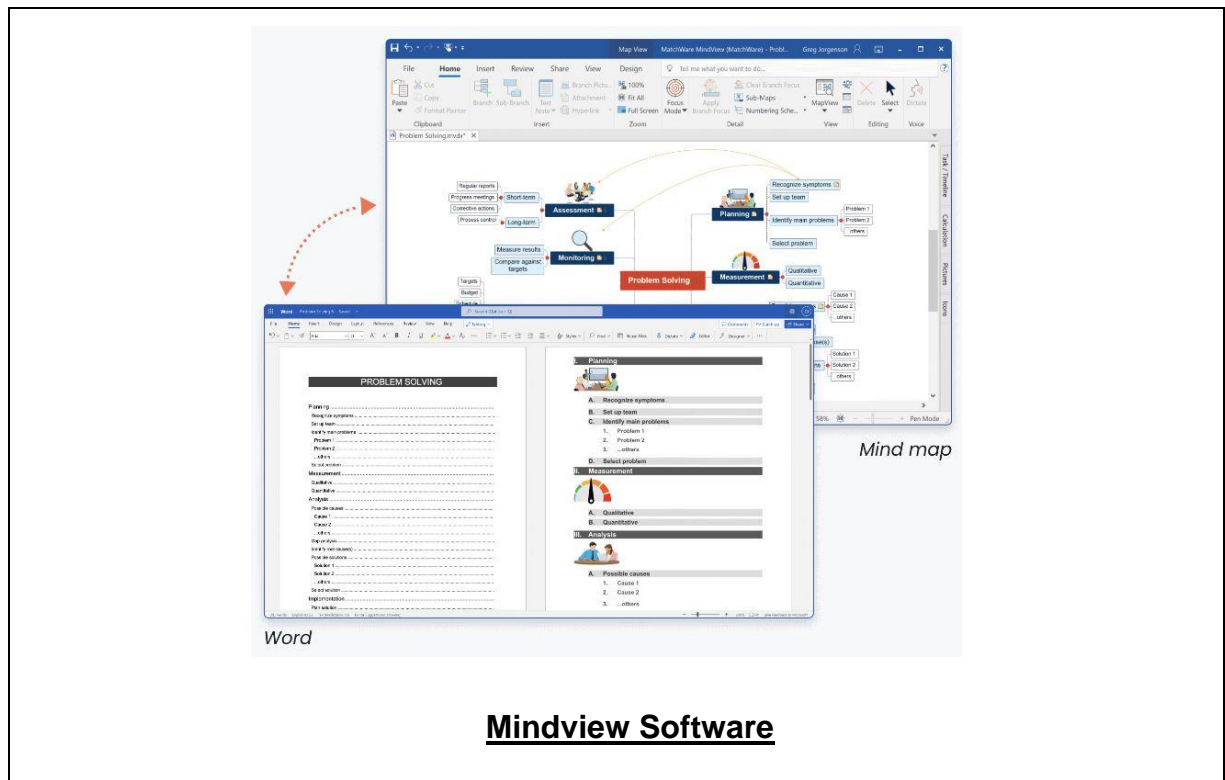 Map View MatchWare MindView (MatchWare) - Probl... Greg Jorgenson
File Home Insert Review Share View Design Tell me what you want to do...
Cut
Copy
Format Painter
Paste
Branch Sub-Branch Text Note
Branch Pictu...
Attachment
Hyperlink
100%
Fit All
Full Screen
Focus Mode Apply Branch Focus
Clear Branch Focus
Sub-Maps
Numbering Sche...
MapView Delete Select Dictate
Clipboard Insert Zoom Detail View Editing Voice
Problem Solving.mvdx*
Task / Timeline
Calculation
Pictures
Icons
Regular reports
Progress meetings
Corrective actions
Process control
Short-term
Long-term
Assessment
Measure results
Compare against targets
Monitoring
Targets
Budget
Problem Solving
Planning
Recognize symptoms
Set up team
Identify main problems
Problem 1
Problem 2
...others
Select problem
Measurement
Qualitative
Quantitative
Cause 1
Cause 2
...others
Solution 1
Solution 2
...others
58% Pen Mode
Mind map
Word
Home
PROBLEM SOLVING
Planning
Recognize symptoms
Set up team
Identify main problems
Problem 1
Problem 2
...others
Select problem
Measurement
Qualitative
Quantitative
Analysis
Possible causes
Cause 1
Cause 2
...others
Gap analysis
Identify main cause(s)
Possible solutions
Solution 1
Solution 2
...others
Select solution
Implementation
Plan solution
I. Planning
A. Recognize symptoms
B. Set up team
C. Identify main problems
1. Problem 1
2. Problem 2
3. ...others
D. Select problem
II. Measurement
A. Qualitative
B. Quantitative
III. Analysis
A. Possible causes
1. Cause 1
2. Cause 2
3. ...others
Word
Mindview Software